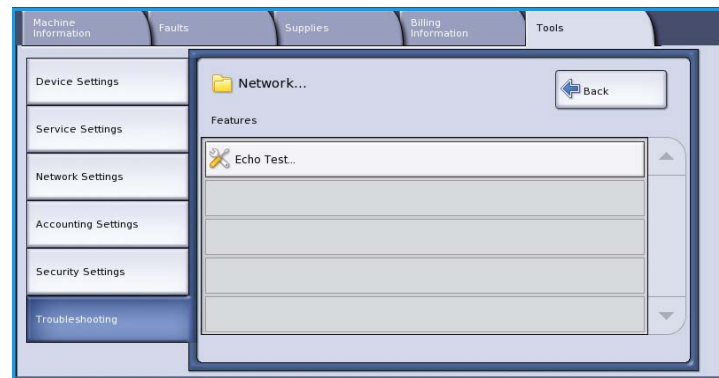 Machine
Information
Faults
Supplies
Billing
Information
Tools
Device Settings
Service Settings
Network Settings
Accounting Settings
Security Settings
Troubleshooting
Network...
Back
Features
Echo Test...